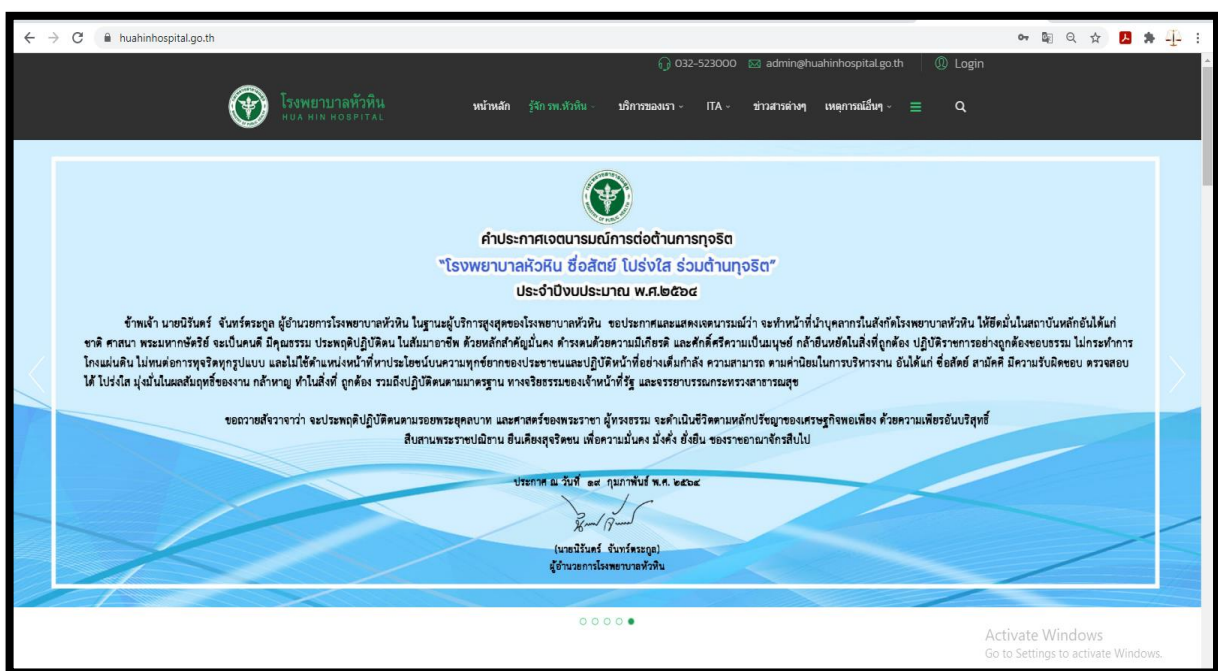 huahinhospital.go.th
032-523000 admin@huahinhospital.go.th Login
โรงพยาบาลหัวหิน
HUA HIN HOSPITAL
หน้าหลัก รู้จัก รพ.หัวหิน บริการของเรา ITA ข่าวสารต่างๆ เหตุการณ์อื่นๆ
คำประกาศเจตนารมณ์การต่อต้านการทุจริต
"โรงพยาบาลหัวหิน ซื่อสัตย์ โปร่งใส ร่วมต้านทุจริต"
ประจำปีงบประมาณ พ.ศ.๒๕๖๔
ข้าพเจ้า นายนิรันดร์ จันทร์ตระกูล ผู้อำนวยการโรงพยาบาลหัวหิน ในฐานะผู้บริการสูงสุดของโรงพยาบาลหัวหิน ขอประกาศและแสดงเจตนารมณ์ว่า จะทำหน้าที่นำบุคลากรในสังกัดโรงพยาบาลหัวหิน ให้ยึดมั่นในสถาบันหลักอันได้แก่
ชาติ ศาสนา พระมหากษัตริย์ จะเป็นคนดี มีคุณธรรม ประพฤติปฏิบัติตน ในสัมมาอาชีพ ด้วยหลักสำคัญมั่นคง ดำรงตนด้วยความมีเกียรติ และศักดิ์ศรีความเป็นมนุษย์ กล้ายืนหยัดในสิ่งที่ถูกต้อง ปฏิบัติราชการอย่างถูกต้องชอบธรรม ไม่กระทำการ
โกงแผ่นดิน ไม่ทนต่อการทุจริตทุกรูปแบบ และไม่ใช้ตำแหน่งหน้าที่หาประโยชน์บนความทุกข์ยากของประชาชนและปฏิบัติหน้าที่อย่างเต็มกำลัง ความสามารถ ตามค่านิยมในการบริหารงาน อันได้แก่ ซื่อสัตย์ สามัคคี มีความรับผิดชอบ ตรวจสอบ
ได้ โปร่งใส มุ่งมั่นในผลสัมฤทธิ์ของงาน กล้าหาญ ทำในสิ่งที่ ถูกต้อง รวมถึงปฏิบัติตนตามมาตรฐาน ทางจริยธรรมของเจ้าหน้าที่รัฐ และจรรยาบรรณกระทรวงสาธารณสุข
ขอถวายสัจวาจาว่า จะประพฤติปฏิบัติตนตามรอยพระยุคลบาท และศาสตร์ของพระราชา ผู้ทรงธรรม จะดำเนินชีวิตตามหลักปรัชญาของเศรษฐกิจพอเพียง ด้วยความเพียรอันบริสุทธิ์
สืบสานพระราชปณิธาน ยืนเคียงสุจริตชน เพื่อความมั่นคง มั่งคั่ง ยั่งยืน ของราชอาณาจักรสืบไป
ประกาศ ณ วันที่ ๑๙ กุมภาพันธ์ พ.ศ. ๒๕๖๔
(นายนิรันดร์ จันทร์ตระกูล)
ผู้อำนวยการโรงพยาบาลหัวหิน
Activate Windows
Go to Settings to activate Windows.